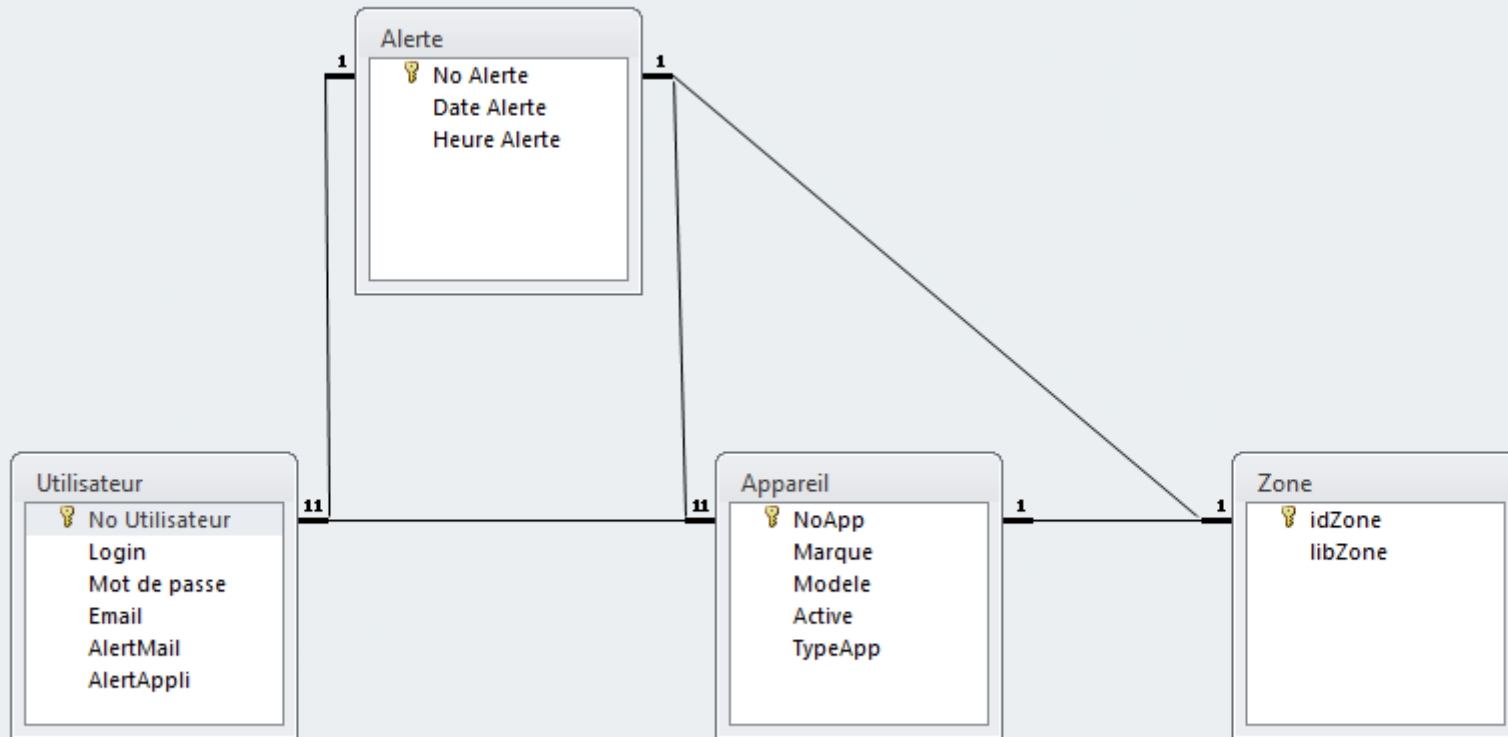 Alerte
1
1
No Alerte
Date Alerte
Heure Alerte
Utilisateur
11
No Utilisateur
Login
Mot de passe
Email
AlertMail
AlertAppli
Appareil
11
1
NoApp
Marque
Modele
Active
TypeApp
Zone
1
idZone
libZone